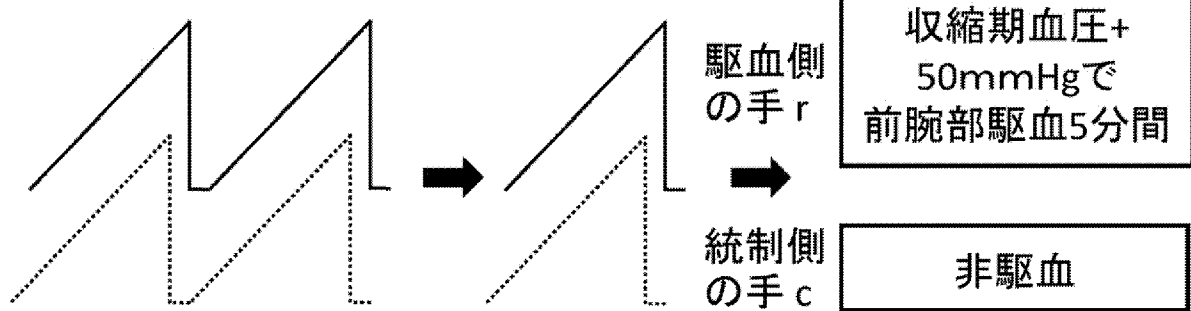 駆血側
の手 r
収縮期血圧+
50mmHgで
前腕部駆血5分間
統制側
の手 c
非駆血